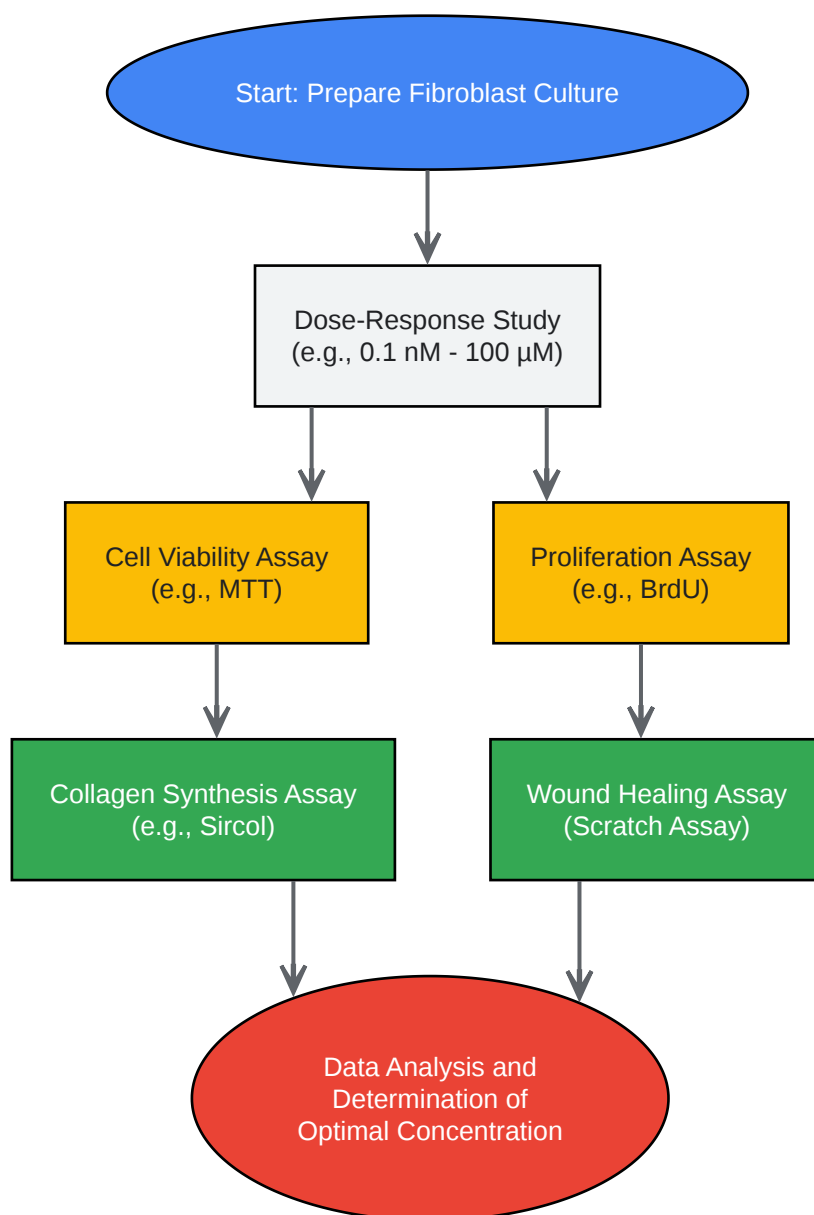 Start: Prepare Fibroblast Culture
Dose-Response Study
(e.g., 0.1 nM - 100 µM)
Cell Viability Assay
(e.g., MTT)
Proliferation Assay
(e.g., BrdU)
Collagen Synthesis Assay
(e.g., Sircol)
Wound Healing Assay
(Scratch Assay)
Data Analysis and
Determination of
Optimal Concentration